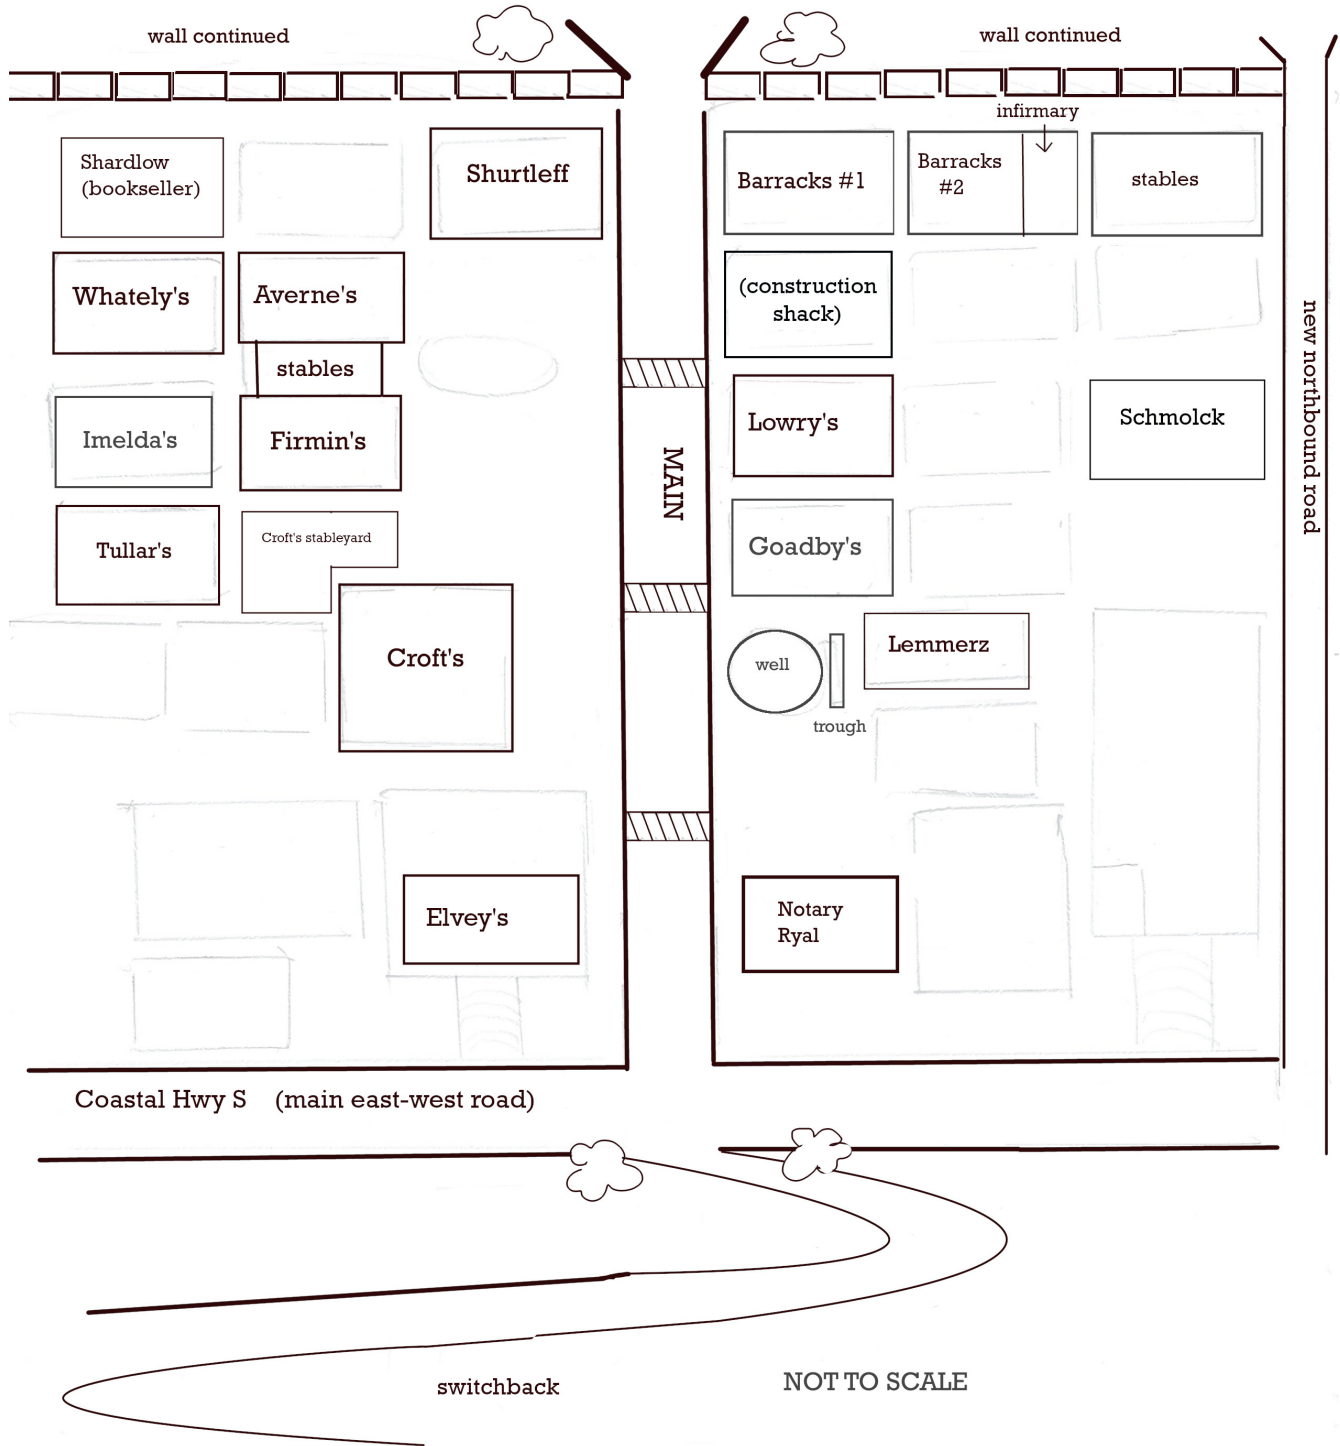 wall continued
wall continued
infirmary
Shardlow
(bookseller)
Shurtleff
Barracks #1
Barracks
#2
stables
Whately's
Averne's
(construction
shack)
stables
Imelda's
Firmin's
MAIN
Lowry's
Schmolck
new northbound road
Tullar's
Croft's stableyard
Goadby's
Croft's
well
trough
Lemmerz
Elvey's
Notary
Ryal
Coastal Hwy S (main east-west road)
switchback
NOT TO SCALE